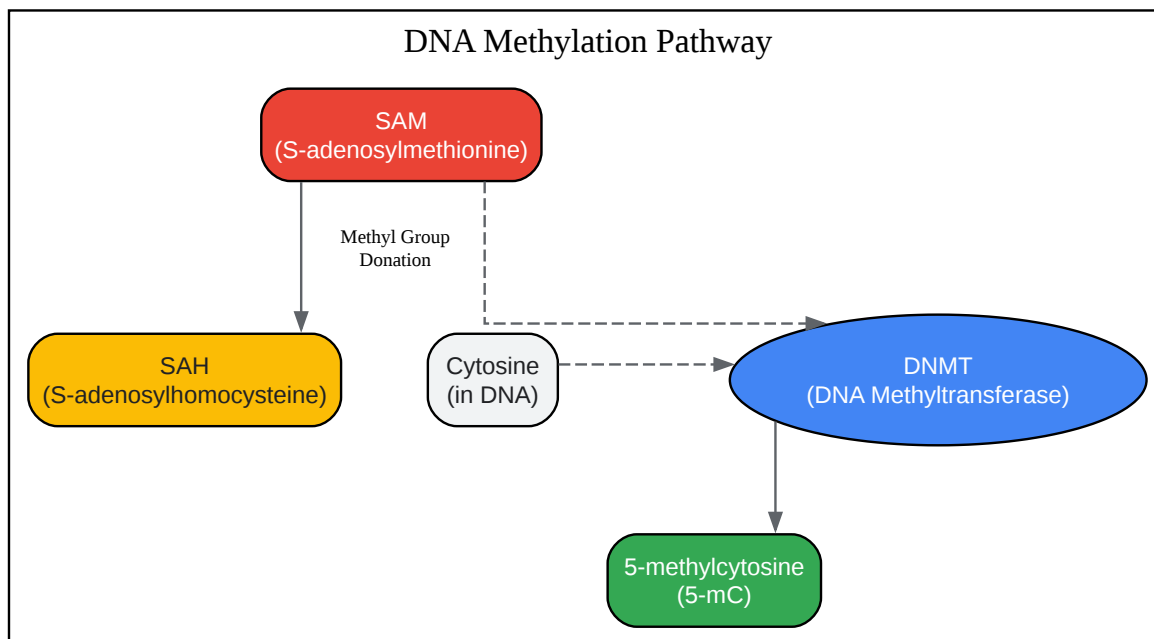 DNA Methylation Pathway
SAM
(S-adenosylmethionine)
Methyl Group
Donation
SAH
(S-adenosylhomocysteine)
Cytosine
(in DNA)
DNMT
(DNA Methyltransferase)
5-methylcytosine
(5-mC)